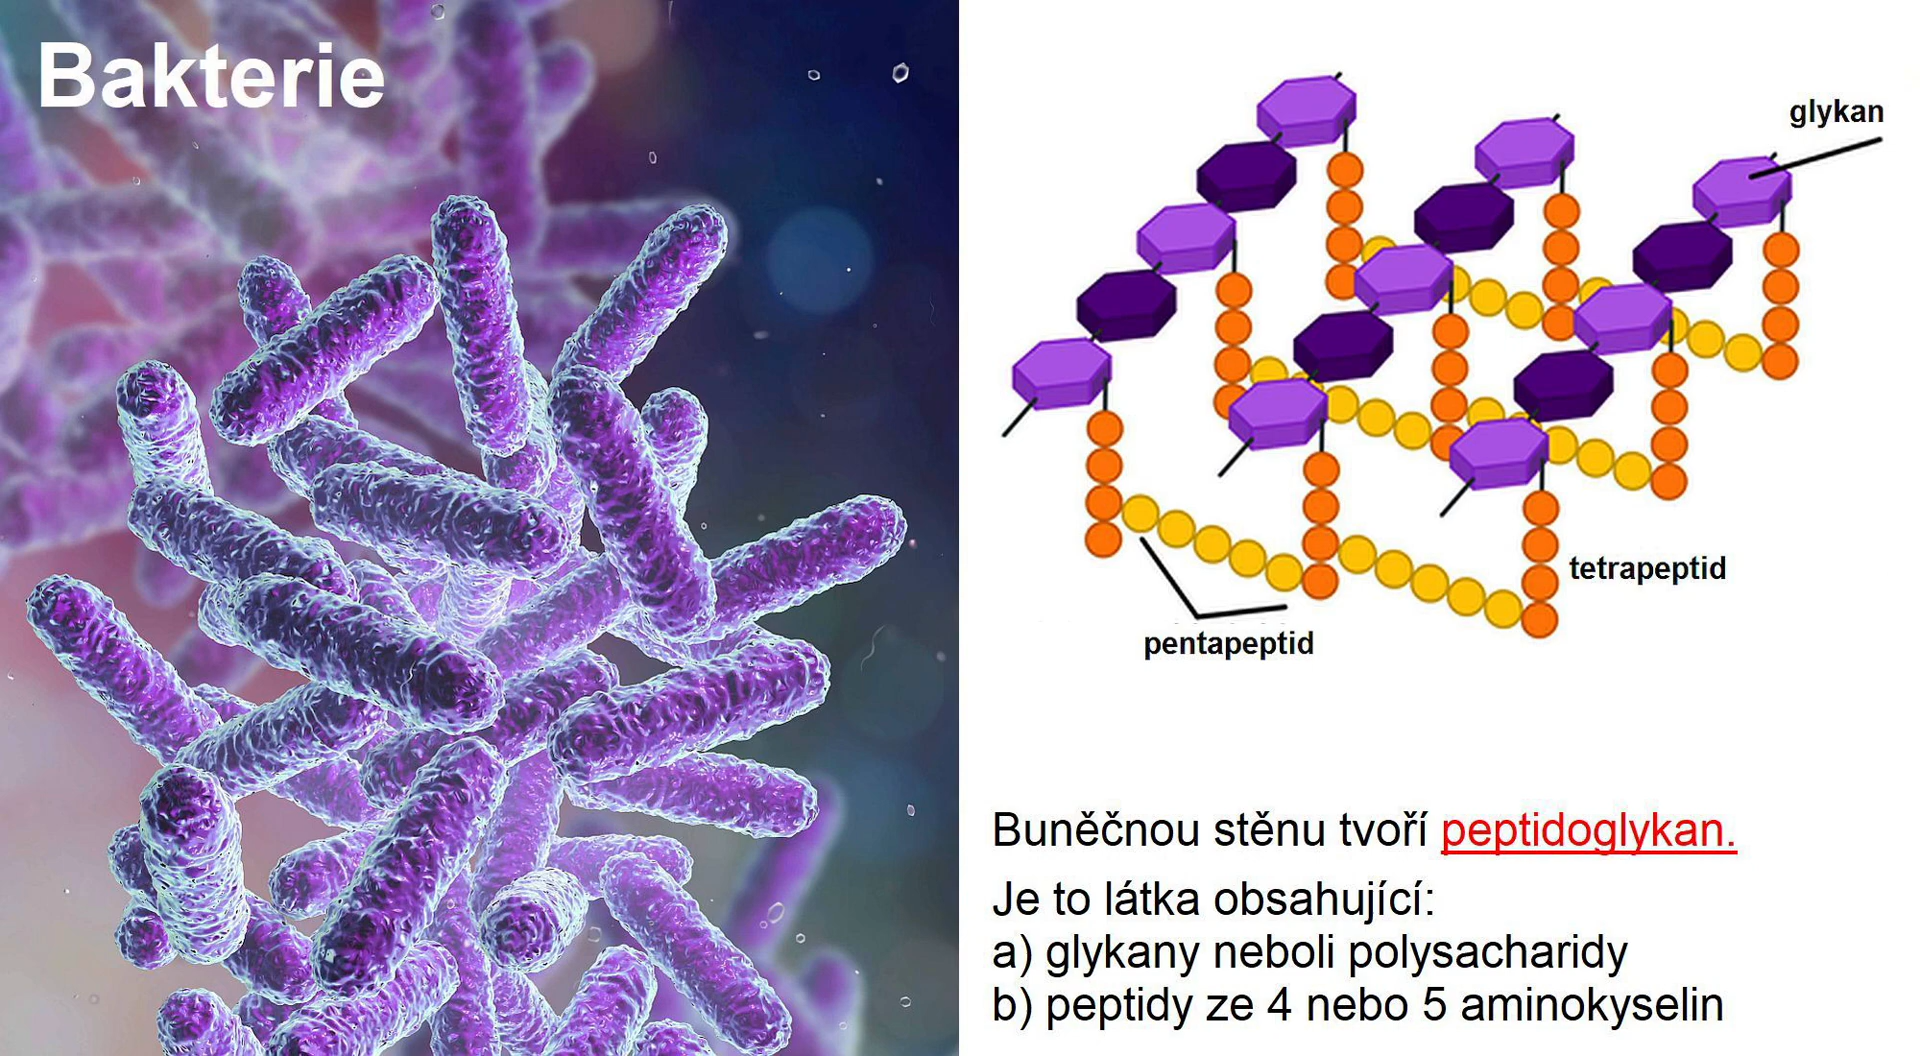 Bakterie
glykan
tetrapeptid
pentapeptid
Buněčnou stěnu tvoří peptidoglykan.
Je to látka obsahující:
a) glykany neboli polysacharidy
b) peptidy ze 4 nebo 5 aminokyselin